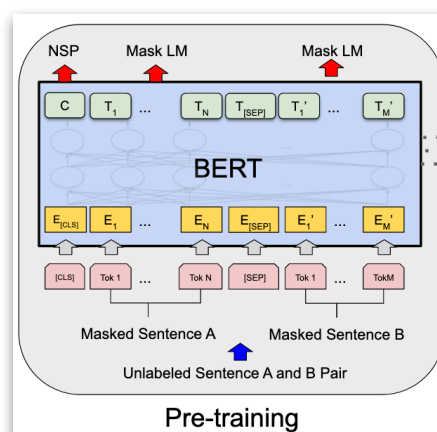 NSP Mask LM Mask LM
C T1 ... TN T[SEP] T1' ... TM'
...
...
BERT
E[CLS] E1 ... EN E[SEP] E1' ... EM'
[CLS] Tok 1 ... Tok N [SEP] Tok 1 ... TokM
Masked Sentence A Masked Sentence B
Unlabeled Sentence A and B Pair
Pre-training